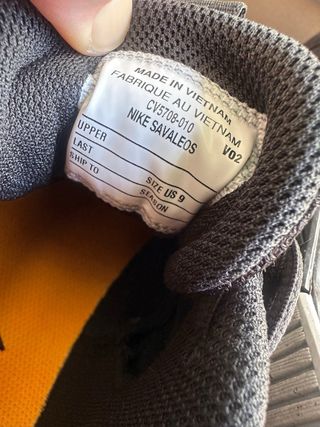 MADE IN VIETNAM
FABRIQUE AU VIETNAM
CV5708-010
NIKE SAVALEOS V02
UPPER
LAST
SHIP TO SIZE US 9
SEASON